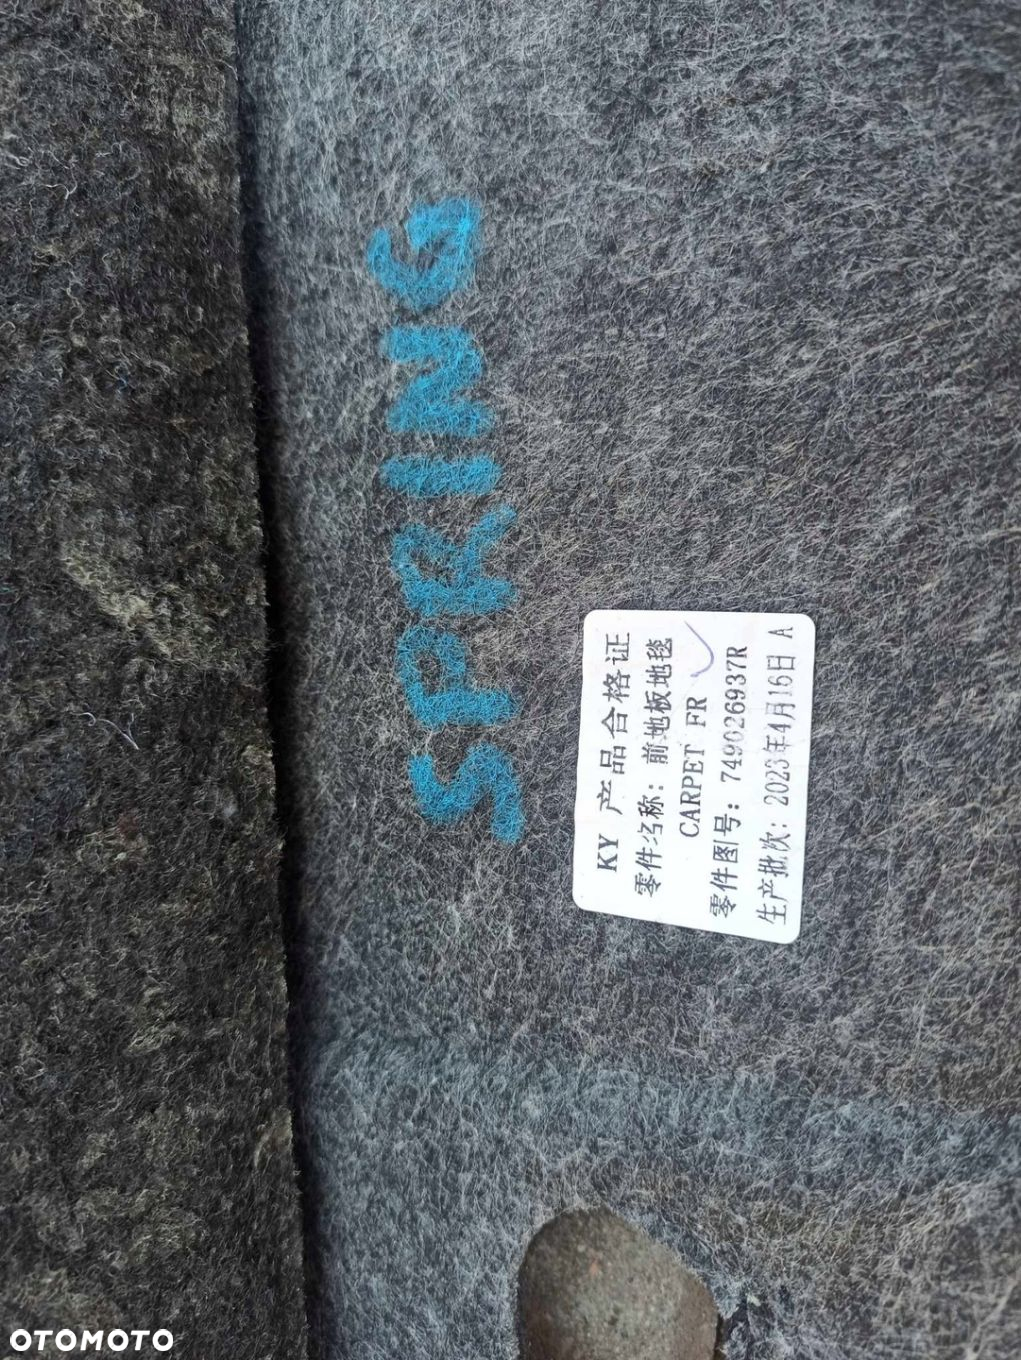 SPRING
KY 产品合格证
零件名称：前地板地毯
CARPET FR
零件图号：749026937R
生产批次：2023年4月16日 A
OTOMOTO